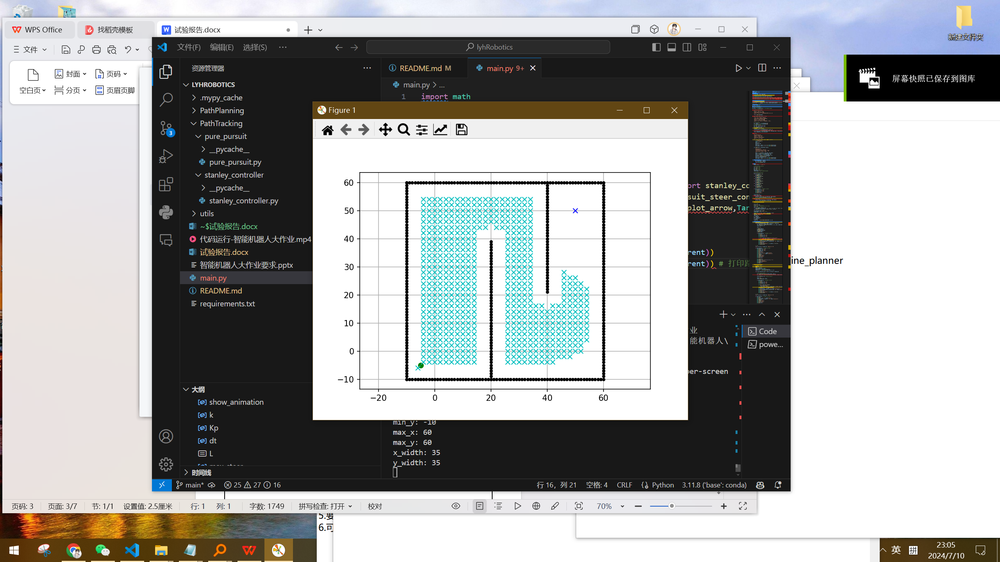 WPS Office
找稻壳模板
试验报告.docx
新建文件夹
文件
空白页
封面
页码
分页
页眉页脚
文件(F)
编辑(E)
选择(S)
lyhRobotics
屏幕快照已保存到图库
资源管理器
README.md M
main.py 9+
LYHROBOTICS
main.py > ...
.mypy_cache
1 import math
PathPlanning
Figure 1
PathTracking
pure_pursuit
__pycache__
pure_pursuit.py
stanley_controller
__pycache__
stanley_controller.py
utils
~$试验报告.docx
代码运行-智能机器人大作业.mp4
试验报告.docx
智能机器人大作业要求.pptx
main.py
README.md
requirements.txt
60
50
40
30
20
10
0
−10
−20
0
20
40
60
ort stanley_co
suit_steer_con
plot_arrow,Tar
rent))
rent)) # 打印路
ine_planner
业
能机器人\
per-screen
Code
powe...
大纲
show_animation
k
Kp
dt
L
时间线
min_y: -10
max_x: 60
max_y: 60
x_width: 35
y_width: 35
3
main*
25
27
16
行 16，列 21
空格: 4
CRLF
Python
3.11.8 ('base': conda)
页码: 3
页面: 3/7
节: 1/1
设置值: 2.5厘米
行: 1
列: 1
字数: 1749
拼写检查: 打开
校对
70%
5.要
6.可
英
拼
23:05
2024/7/10